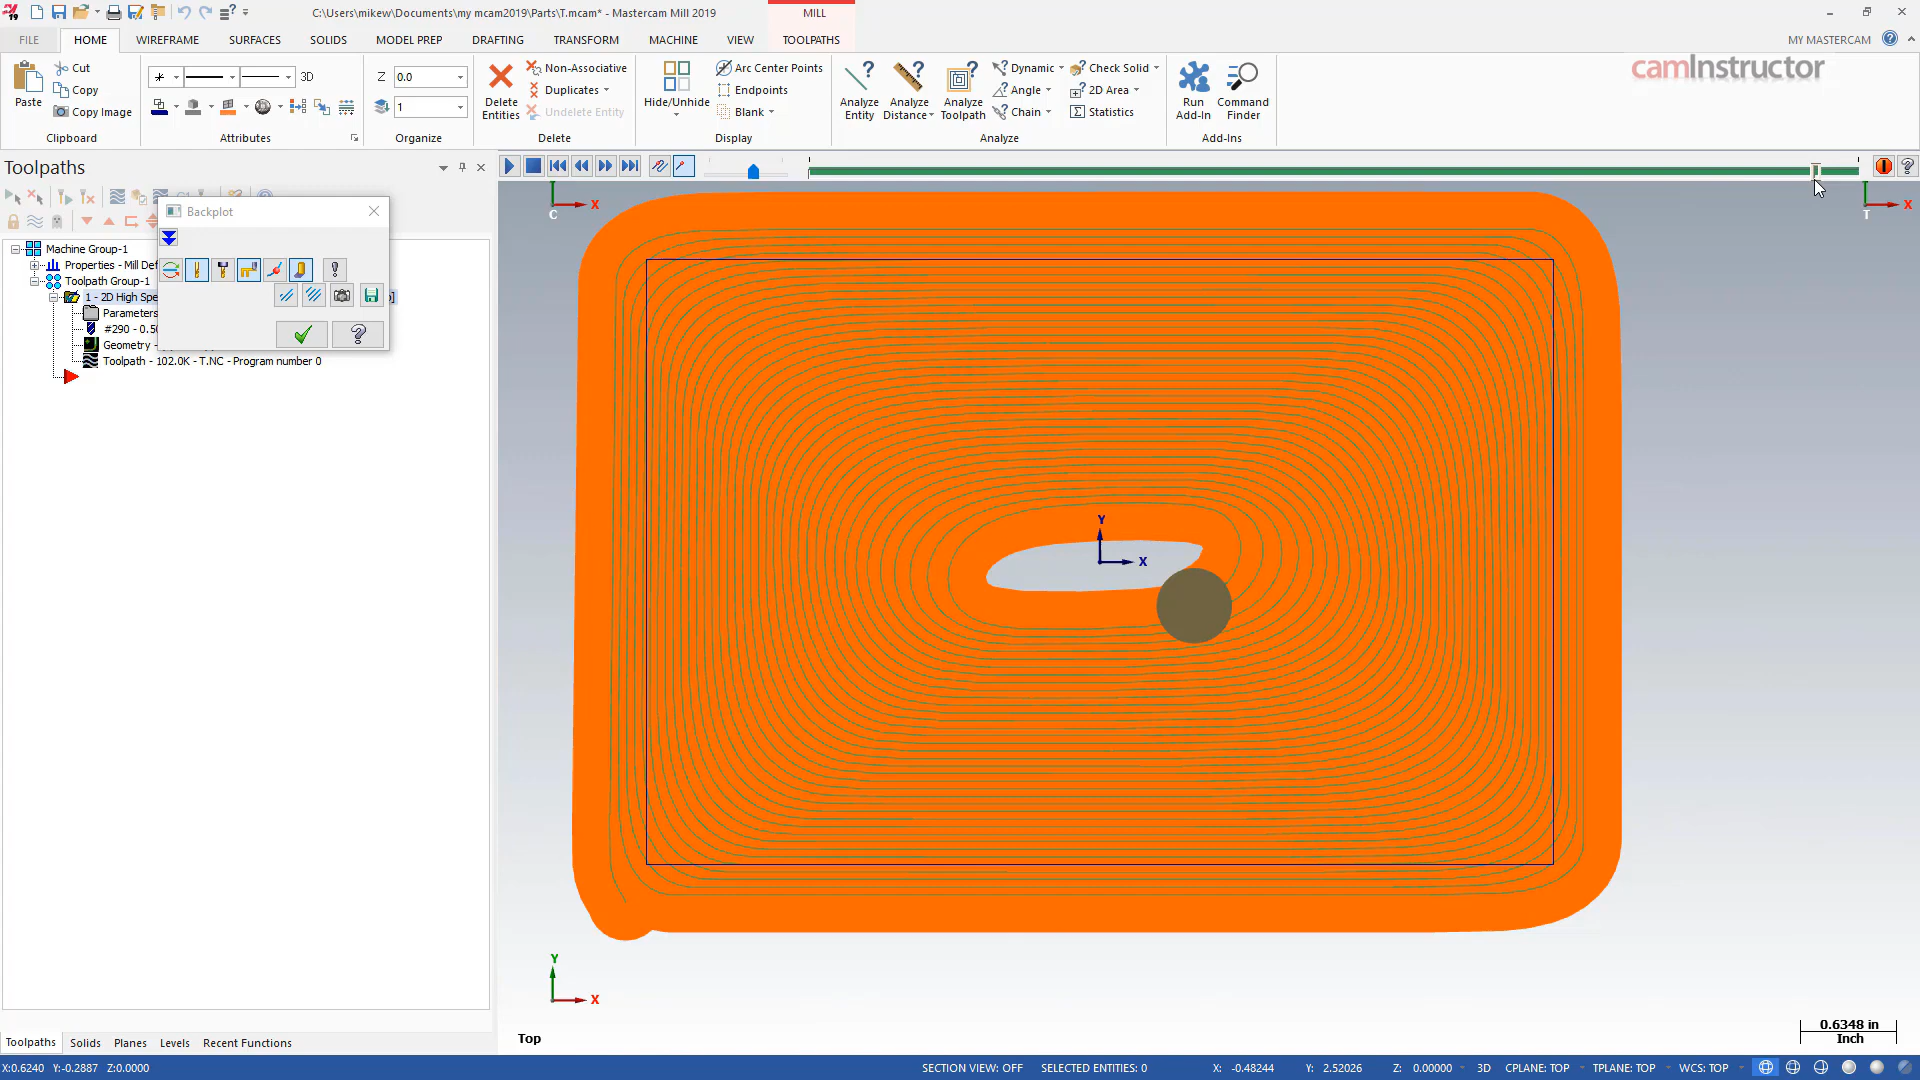 C:\Users\mikew\Documents\my mcam2019\Parts\T.mcam* - Mastercam Mill 2019
MILL
FILE HOME WIREFRAME SURFACES SOLIDS MODEL PREP DRAFTING TRANSFORM MACHINE VIEW TOOLPATHS
MY MASTERCAM
camInstructor
Paste
Cut
Copy
Copy Image
Clipboard
3D
Attributes
Z 0.0
1
Organize
Delete
Entities
Non-Associative
Duplicates
Undelete Entity
Delete
Hide/Unhide
Arc Center Points
Endpoints
Blank
Display
Analyze
Entity
Analyze
Distance
Analyze
Toolpath
Dynamic
Angle
Chain
Check Solid
2D Area
Statistics
Analyze
Run
Add-In
Command
Finder
Add-Ins
Toolpaths
Backplot
Machine Group-1
Properties - Mill Def
Toolpath Group-1
1 - 2D High Spe
Parameters
#290 - 0.50
Geometry -
Toolpath - 102.0K - T.NC - Program number 0
C X
T X
Y
X
Y
X
Top
0.6348 in
Inch
Toolpaths Solids Planes Levels Recent Functions
X:0.6240 Y:-0.2887 Z:0.0000
SECTION VIEW: OFF SELECTED ENTITIES: 0 X: -0.48244 Y: 2.52026 Z: 0.00000 3D CPLANE: TOP TPLANE: TOP WCS: TOP